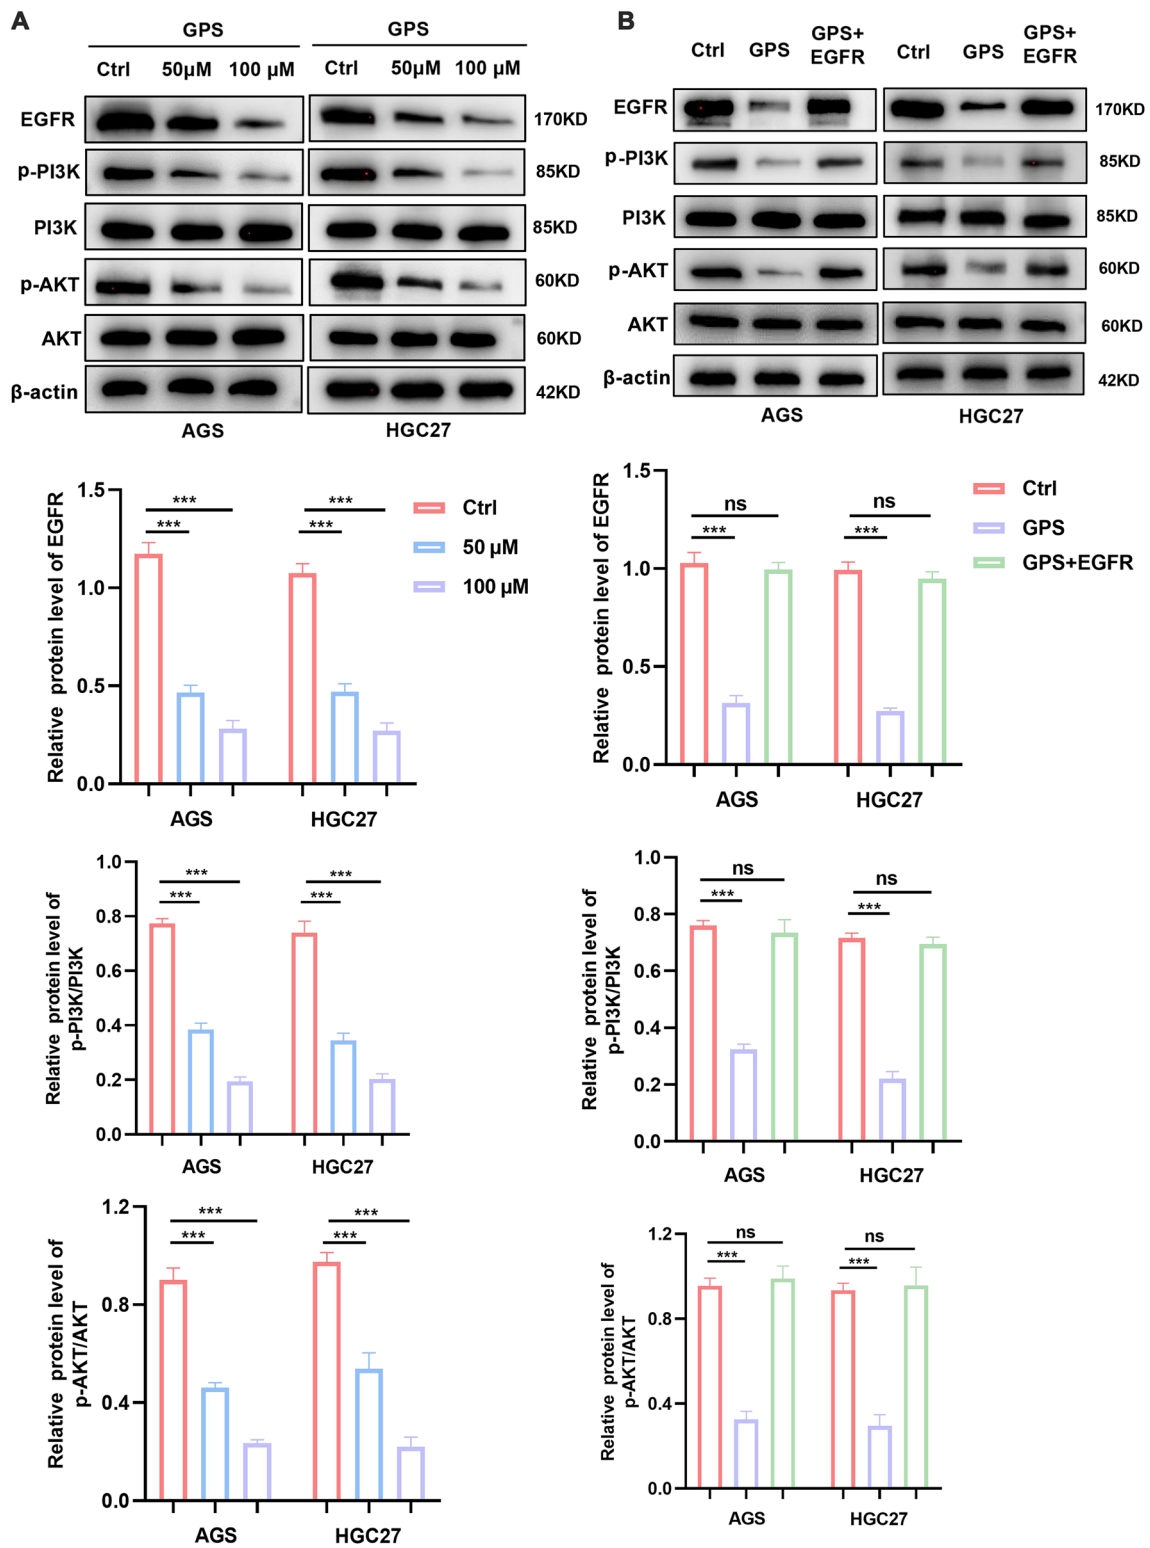 A
GPS
GPS
Ctrl 50μM 100 μM Ctrl 50μM 100 μM
EGFR 170KD
p-PI3K 85KD
PI3K 85KD
p-AKT 60KD
AKT 60KD
β-actin 42KD
AGS HGC27
B
Ctrl GPS GPS+
EGFR
Ctrl GPS GPS+
EGFR
EGFR 170KD
p-PI3K 85KD
PI3K 85KD
p-AKT 60KD
AKT 60KD
β-actin 42KD
AGS HGC27
Relative protein level of EGFR
1.5
1.0
0.5
0.0
*** ***
*** ***
AGS HGC27
Ctrl
50 μM
100 μM
Relative protein level of EGFR
1.5
1.0
0.5
0.0
ns ns
*** ***
AGS HGC27
Ctrl
GPS
GPS+EGFR
Relative protein level of
p-PI3K/PI3K
1.0
0.8
0.6
0.4
0.2
0.0
*** ***
*** ***
AGS HGC27
Relative protein level of
p-PI3K/PI3K
1.0
0.8
0.6
0.4
0.2
0.0
ns ns
*** ***
AGS HGC27
Relative protein level of
p-AKT/AKT
1.2
0.8
0.4
0.0
*** ***
*** ***
AGS HGC27
Relative protein level of
p-AKT/AKT
1.2
0.8
0.4
0.0
ns ns
*** ***
AGS HGC27